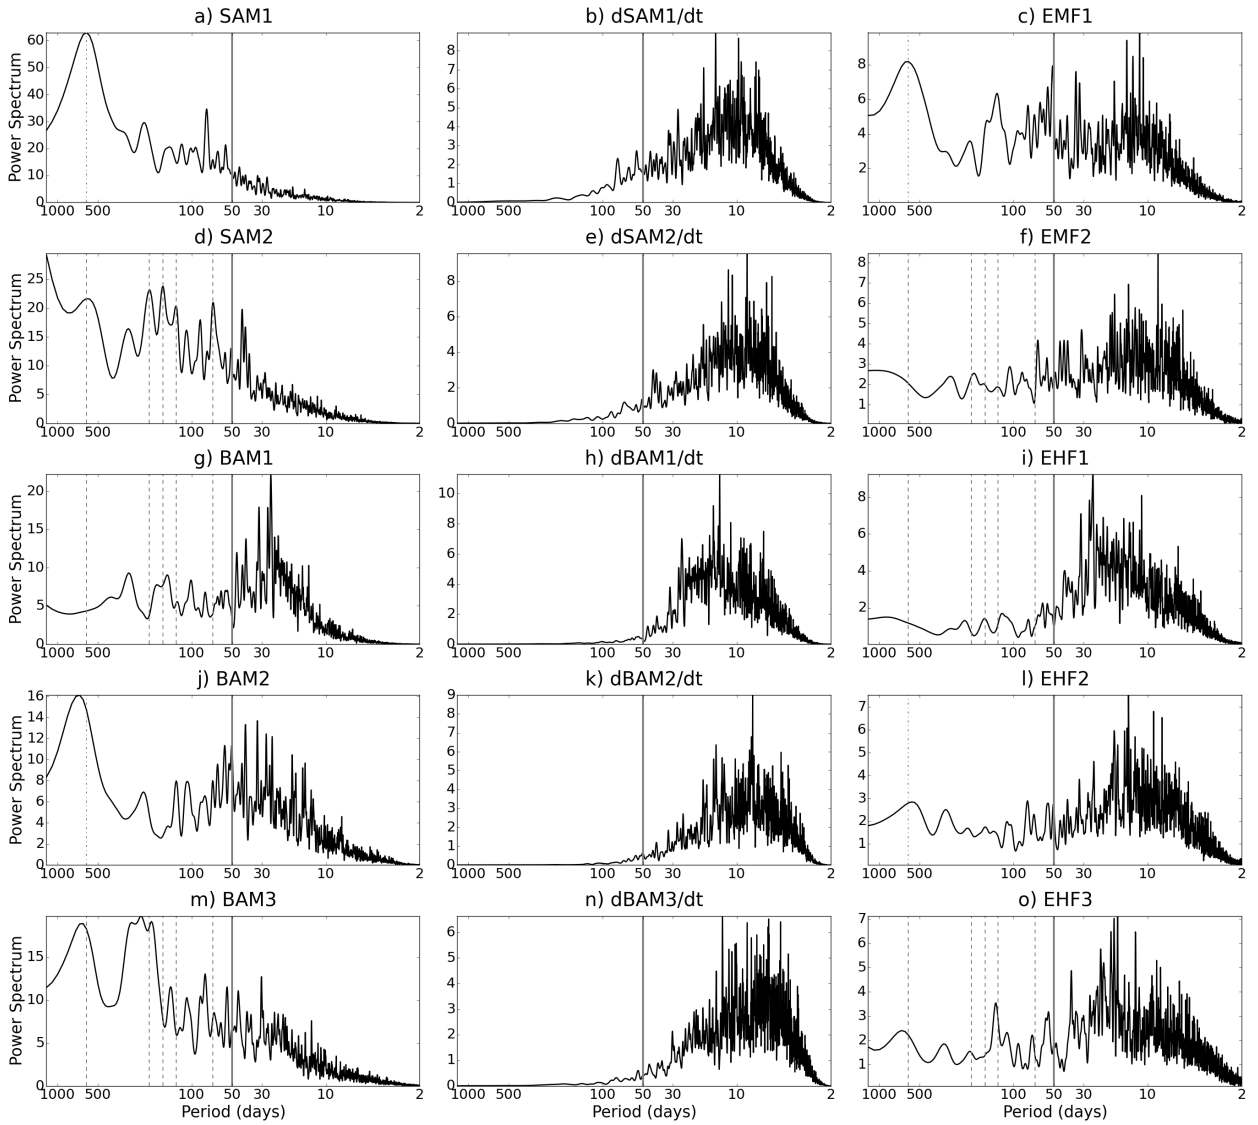 a) SAM1
b) dSAM1/dt
c) EMF1
Power Spectrum
60
50
40
30
20
10
0
1000 500 100 50 30 10 2
8
7
6
5
4
3
2
1
0
1000 500 100 50 30 10 2
8
6
4
2
1000 500 100 50 30 10 2
d) SAM2
e) dSAM2/dt
f) EMF2
Power Spectrum
25
20
15
10
5
0
1000 500 100 50 30 10 2
8
6
4
2
0
1000 500 100 50 30 10 2
8
7
6
5
4
3
2
1
1000 500 100 50 30 10 2
g) BAM1
h) dBAM1/dt
i) EHF1
Power Spectrum
20
15
10
5
0
1000 500 100 50 30 10 2
10
8
6
4
2
0
1000 500 100 50 30 10 2
8
6
4
2
1000 500 100 50 30 10 2
j) BAM2
k) dBAM2/dt
l) EHF2
Power Spectrum
16
14
12
10
8
6
4
2
0
1000 500 100 50 30 10 2
9
8
7
6
5
4
3
2
1
0
1000 500 100 50 30 10 2
7
6
5
4
3
2
1
1000 500 100 50 30 10 2
m) BAM3
n) dBAM3/dt
o) EHF3
Power Spectrum
15
10
5
0
1000 500 100 50 30 10 2
Period (days)
6
5
4
3
2
1
0
1000 500 100 50 30 10 2
Period (days)
7
6
5
4
3
2
1
1000 500 100 50 30 10 2
Period (days)